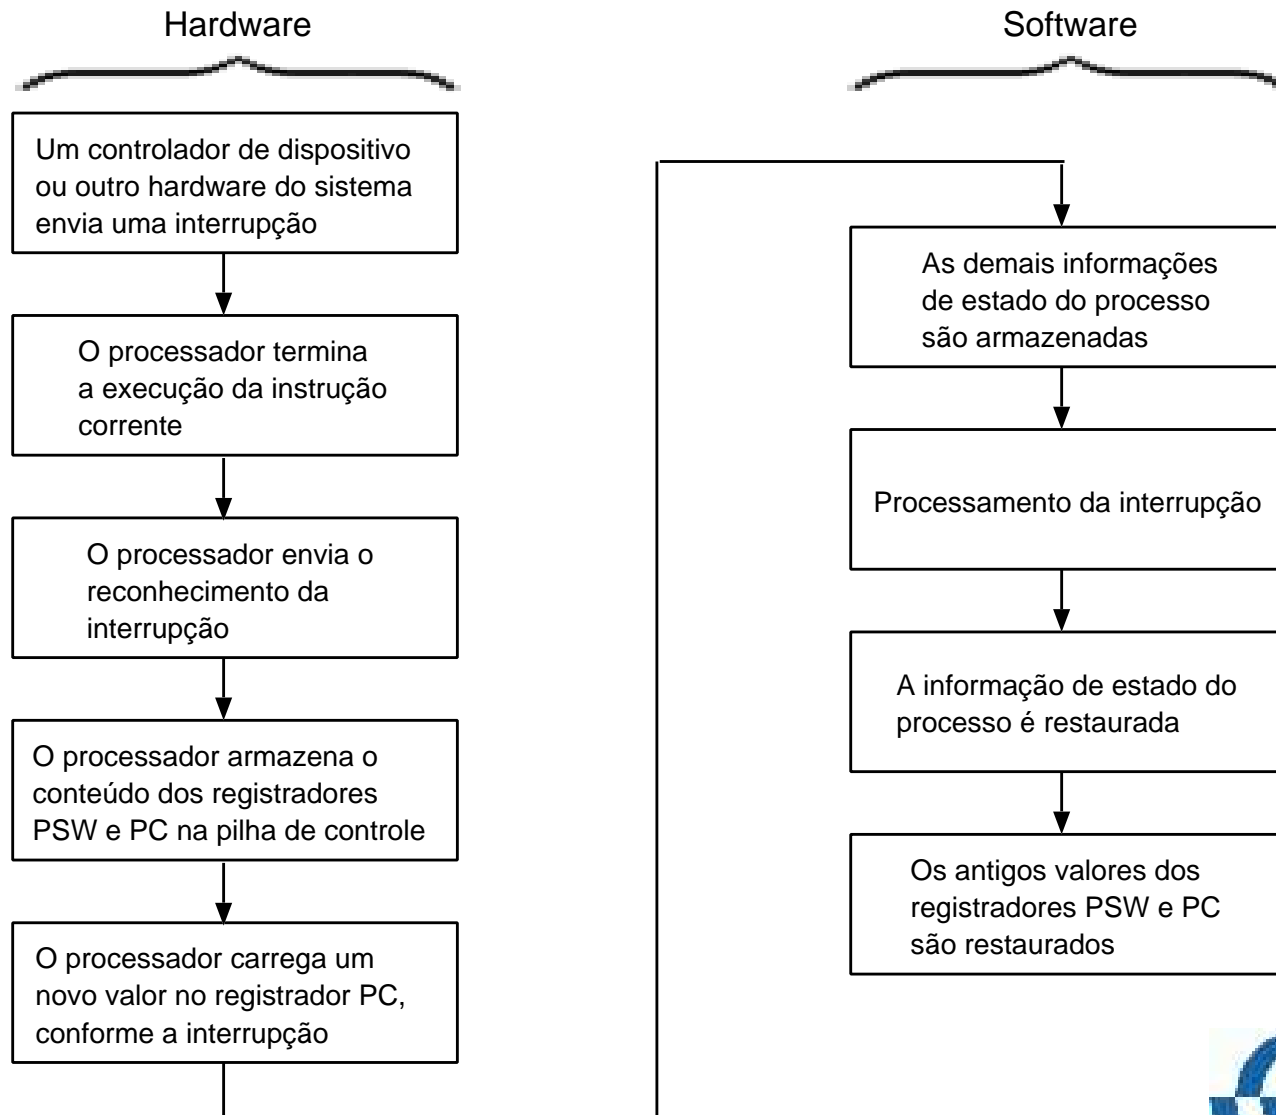 Hardware
Um controlador de dispositivo
ou outro hardware do sistema
envia uma interrupção
O processador termina
a execução da instrução
corrente
O processador envia o
reconhecimento da
interrupção
O processador armazena o
conteúdo dos registradores
PSW e PC na pilha de controle
O processador carrega um
novo valor no registrador PC,
conforme a interrupção
Software
As demais informações
de estado do processo
são armazenadas
Processamento da interrupção
A informação de estado do
processo é restaurada
Os antigos valores dos
registradores PSW e PC
são restaurados